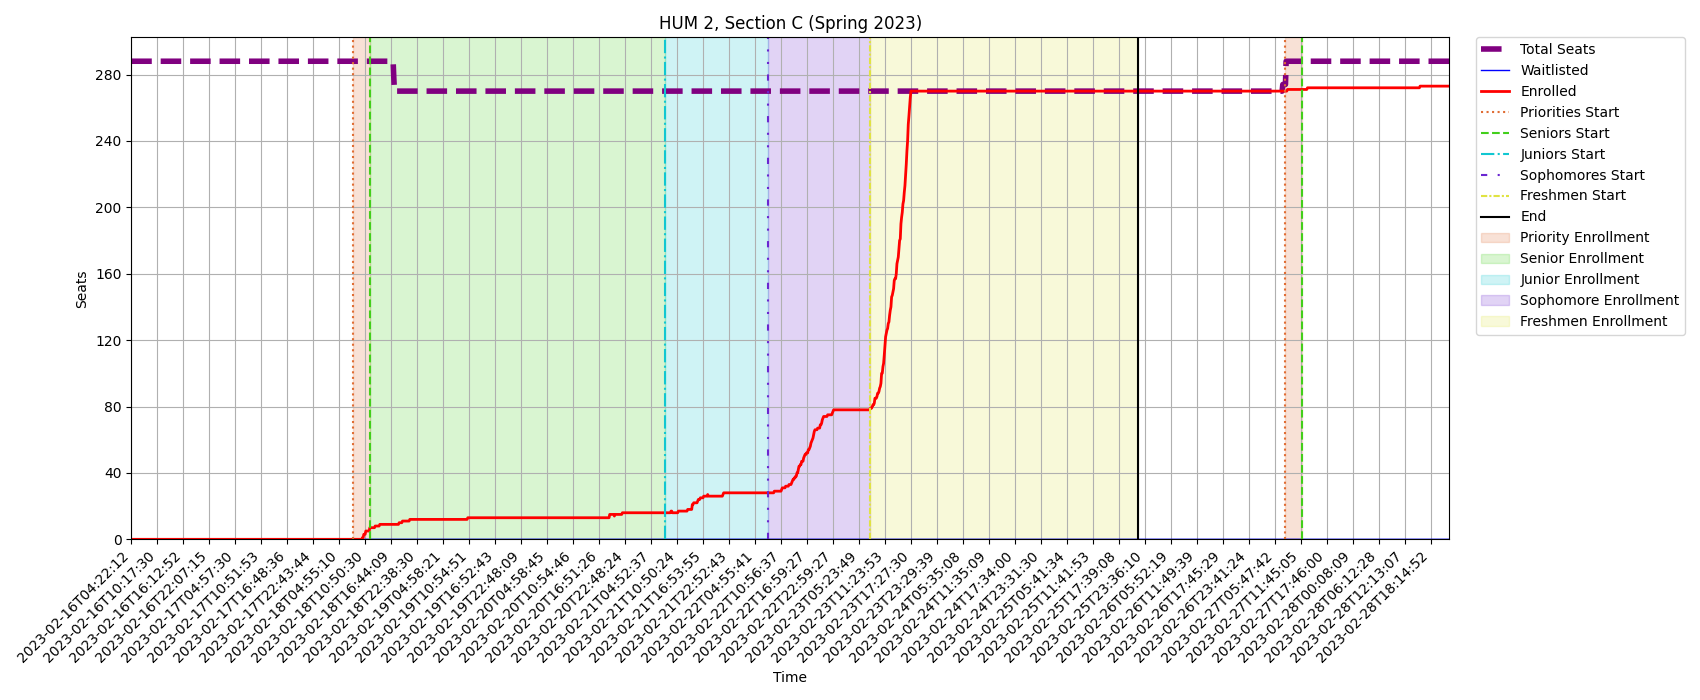 HUM 2, Section C (Spring 2023)
Seats
280
240
200
160
120
80
40
0
2023-02-16T04:22:12
2023-02-16T10:17:30
2023-02-16T16:12:52
2023-02-16T22:07:15
2023-02-17T04:57:30
2023-02-17T10:51:53
2023-02-17T16:48:36
2023-02-17T22:43:44
2023-02-18T04:55:10
2023-02-18T10:50:30
2023-02-18T16:44:09
2023-02-18T22:38:30
2023-02-19T04:58:21
2023-02-19T10:54:51
2023-02-19T16:52:43
2023-02-19T22:48:09
2023-02-20T04:58:45
2023-02-20T10:54:46
2023-02-20T16:51:26
2023-02-20T22:48:24
2023-02-21T04:52:37
2023-02-21T10:50:24
2023-02-21T16:53:55
2023-02-21T22:52:43
2023-02-22T04:55:41
2023-02-22T10:56:37
2023-02-22T16:59:27
2023-02-22T22:59:27
2023-02-23T05:23:49
2023-02-23T11:23:53
2023-02-23T17:27:30
2023-02-23T23:29:39
2023-02-24T05:35:08
2023-02-24T11:35:09
2023-02-24T17:34:00
2023-02-24T23:31:30
2023-02-25T05:41:34
2023-02-25T11:41:53
2023-02-25T17:39:08
2023-02-25T23:36:10
2023-02-26T05:52:19
2023-02-26T11:49:39
2023-02-26T17:45:29
2023-02-26T23:41:24
2023-02-27T05:47:42
2023-02-27T11:45:05
2023-02-27T17:46:00
2023-02-28T00:08:09
2023-02-28T06:12:28
2023-02-28T12:13:07
2023-02-28T18:14:52
Time
Total Seats
Waitlisted
Enrolled
Priorities Start
Seniors Start
Juniors Start
Sophomores Start
Freshmen Start
End
Priority Enrollment
Senior Enrollment
Junior Enrollment
Sophomore Enrollment
Freshmen Enrollment